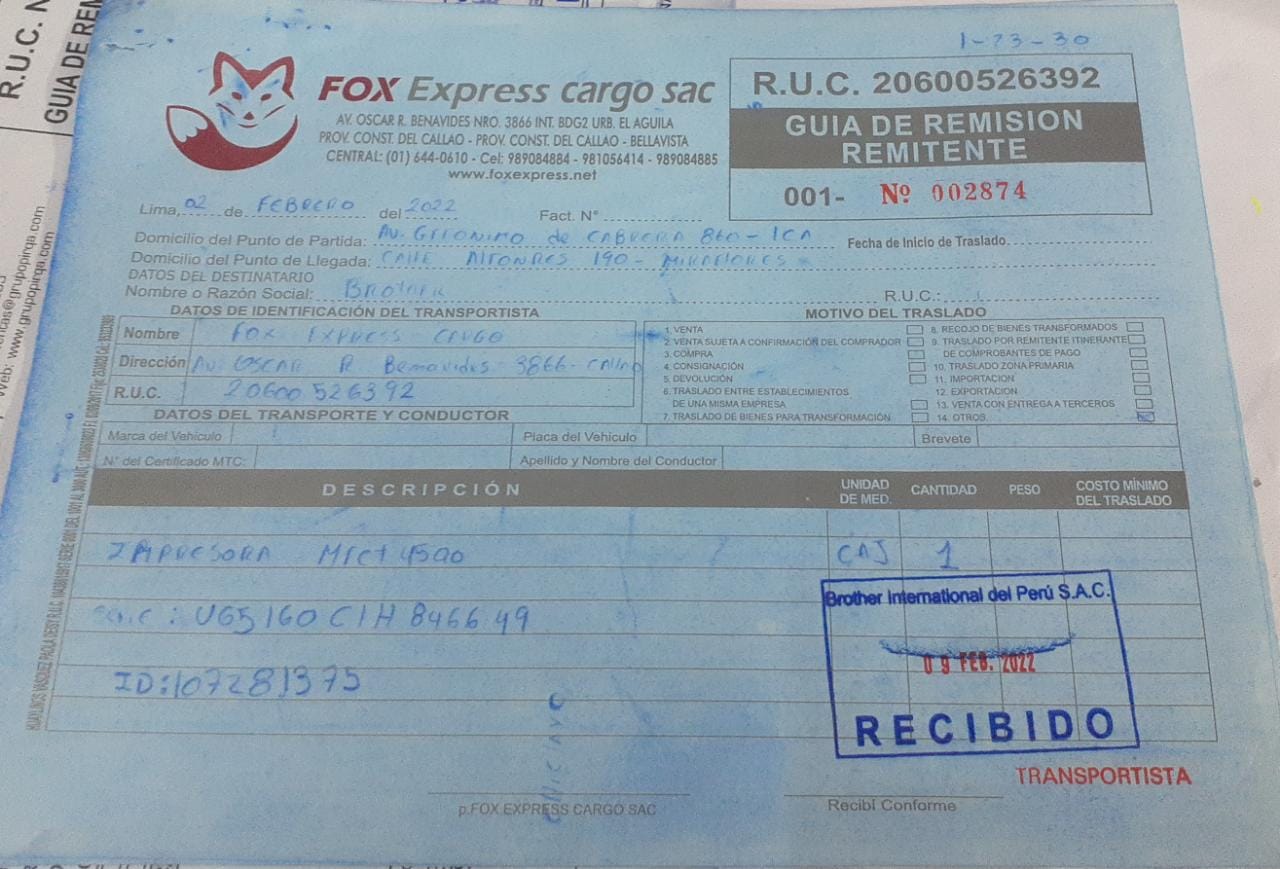 R.U.C. N
GUIA DE REM
1-23-30
FOX Express cargo sac
AV. OSCAR R. BENAVIDES NRO. 3866 INT. BDG2 URB. EL AGUILA
PROV. CONST. DEL CALLAO - PROV. CONST. DEL CALLAO - BELLAVISTA
CENTRAL: (01) 644-0610 - Cel: 989084884 - 981056414 - 989084885
www.foxexpress.net
R.U.C. 20600526392
GUIA DE REMISION
REMITENTE
001- Nº 002874
Lima, 02 de FEBRERO del 2022 Fact. N°
Domicilio del Punto de Partida: AV. GERONIMO de CABRERA 860 - ICA Fecha de Inicio de Traslado
Domicilio del Punto de Llegada: CALLE 190 - MIRAFLORES
DATOS DEL DESTINATARIO
Nombre o Razón Social: BROTHER R.U.C.:
DATOS DE IDENTIFICACIÓN DEL TRANSPORTISTA
Nombre FOX EXPRESS CARGO
Dirección AV. OSCAR R Benavides 3866 - Callao
R.U.C. 20600526392
MOTIVO DEL TRASLADO
1. VENTA
2. VENTA SUJETA A CONFIRMACIÓN DEL COMPRADOR
3. COMPRA
4. CONSIGNACIÓN
5. DEVOLUCIÓN
6. TRASLADO ENTRE ESTABLECIMIENTOS
DE UNA MISMA EMPRESA
7. TRASLADO DE BIENES PARA TRANSFORMACIÓN
8. RECOJO DE BIENES TRANSFORMADOS
9. TRASLADO POR REMITENTE ITINERANTE
DE COMPROBANTES DE PAGO
10. TRASLADO ZONA PRIMARIA
11. IMPORTACION
12. EXPORTACION
13. VENTA CON ENTREGA A TERCEROS
14. OTROS
DATOS DEL TRANSPORTE Y CONDUCTOR
Marca del Vehículo Placa del Vehículo Brevete
N° del Certificado MTC: Apellido y Nombre del Conductor
DESCRIPCIÓN UNIDAD DE MED. CANTIDAD PESO COSTO MÍNIMO DEL TRASLADO
IMPRESORA 4500 CAJ 1
: U65160C1H846649
ID:107281375
Brother International del Perú S.A.C.
09 FEB. 2022
RECIBIDO
TRANSPORTISTA
p.FOX EXPRESS CARGO SAC
Recibí Conforme
www.grupopirqa.com